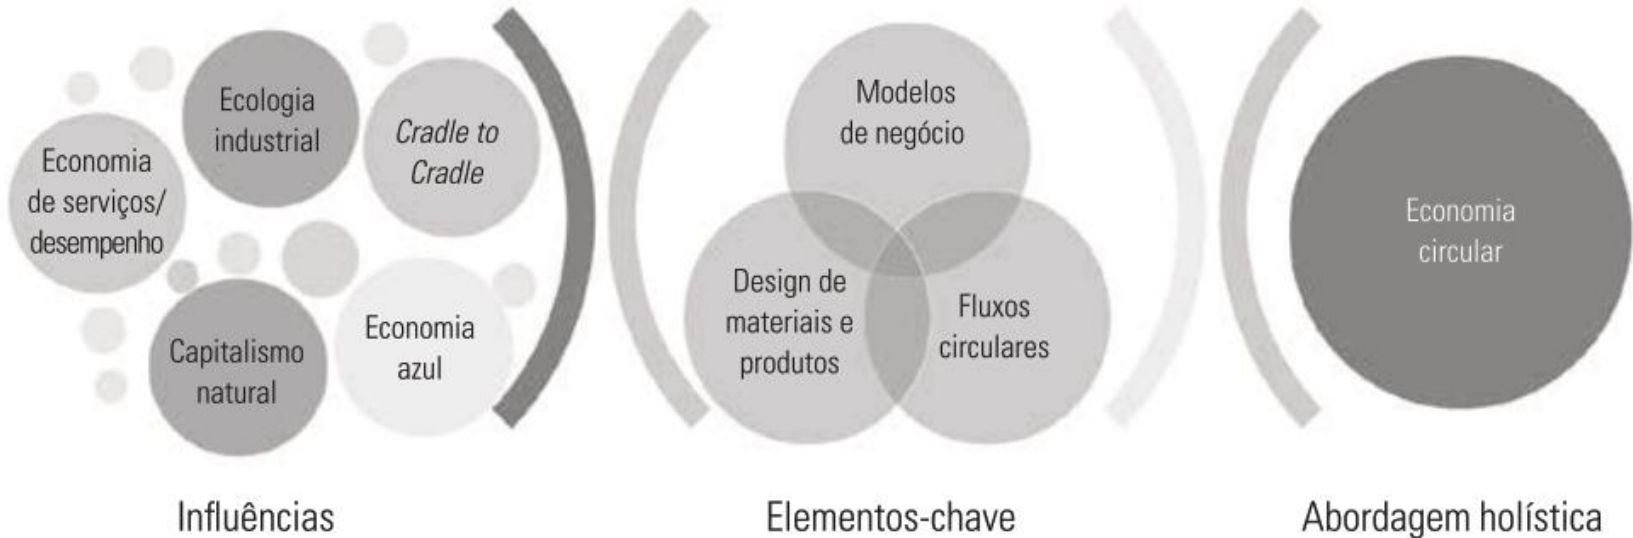 Ecologia
industrial
Cradle to
Cradle
Economia
de serviços/
desempenho
Capitalismo
natural
Economia
azul
Influências
Modelos
de negócio
Design de
materiais e
produtos
Fluxos
circulares
Elementos-chave
Economia
circular
Abordagem holística